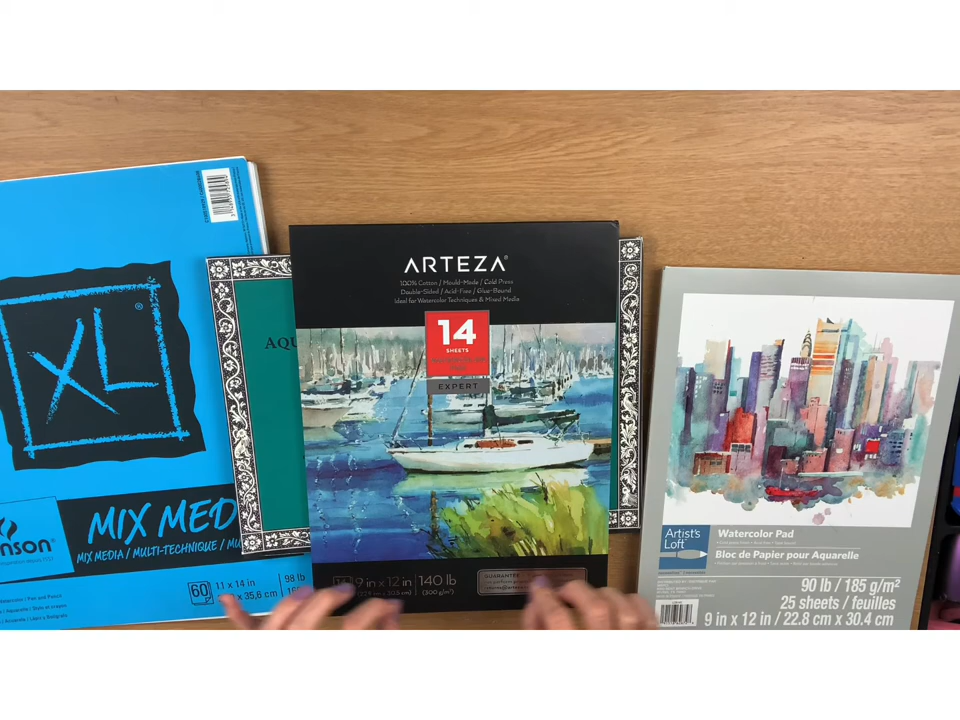 XL
®
nson®
MIX MED
MIX MEDIA / MULTI-TECHNIQUE / MU
60
11 x 14 in
98 lb
AQU
ARTEZA®
100% Cotton / Mould-Made / Cold Press
Double-Sided / Acid-Free / Glue-Bound
Ideal for Watercolor Techniques & Mixed Media
14
SHEETS
EXPERT
9 in x 12 in
140 lb
(300 g/m²)
GUARANTEE
Artist's
Loft
Watercolor Pad
Bloc de Papier pour Aquarelle
90 lb / 185 g/m²
25 sheets / feuilles
9 in x 12 in / 22.8 cm x 30.4 cm